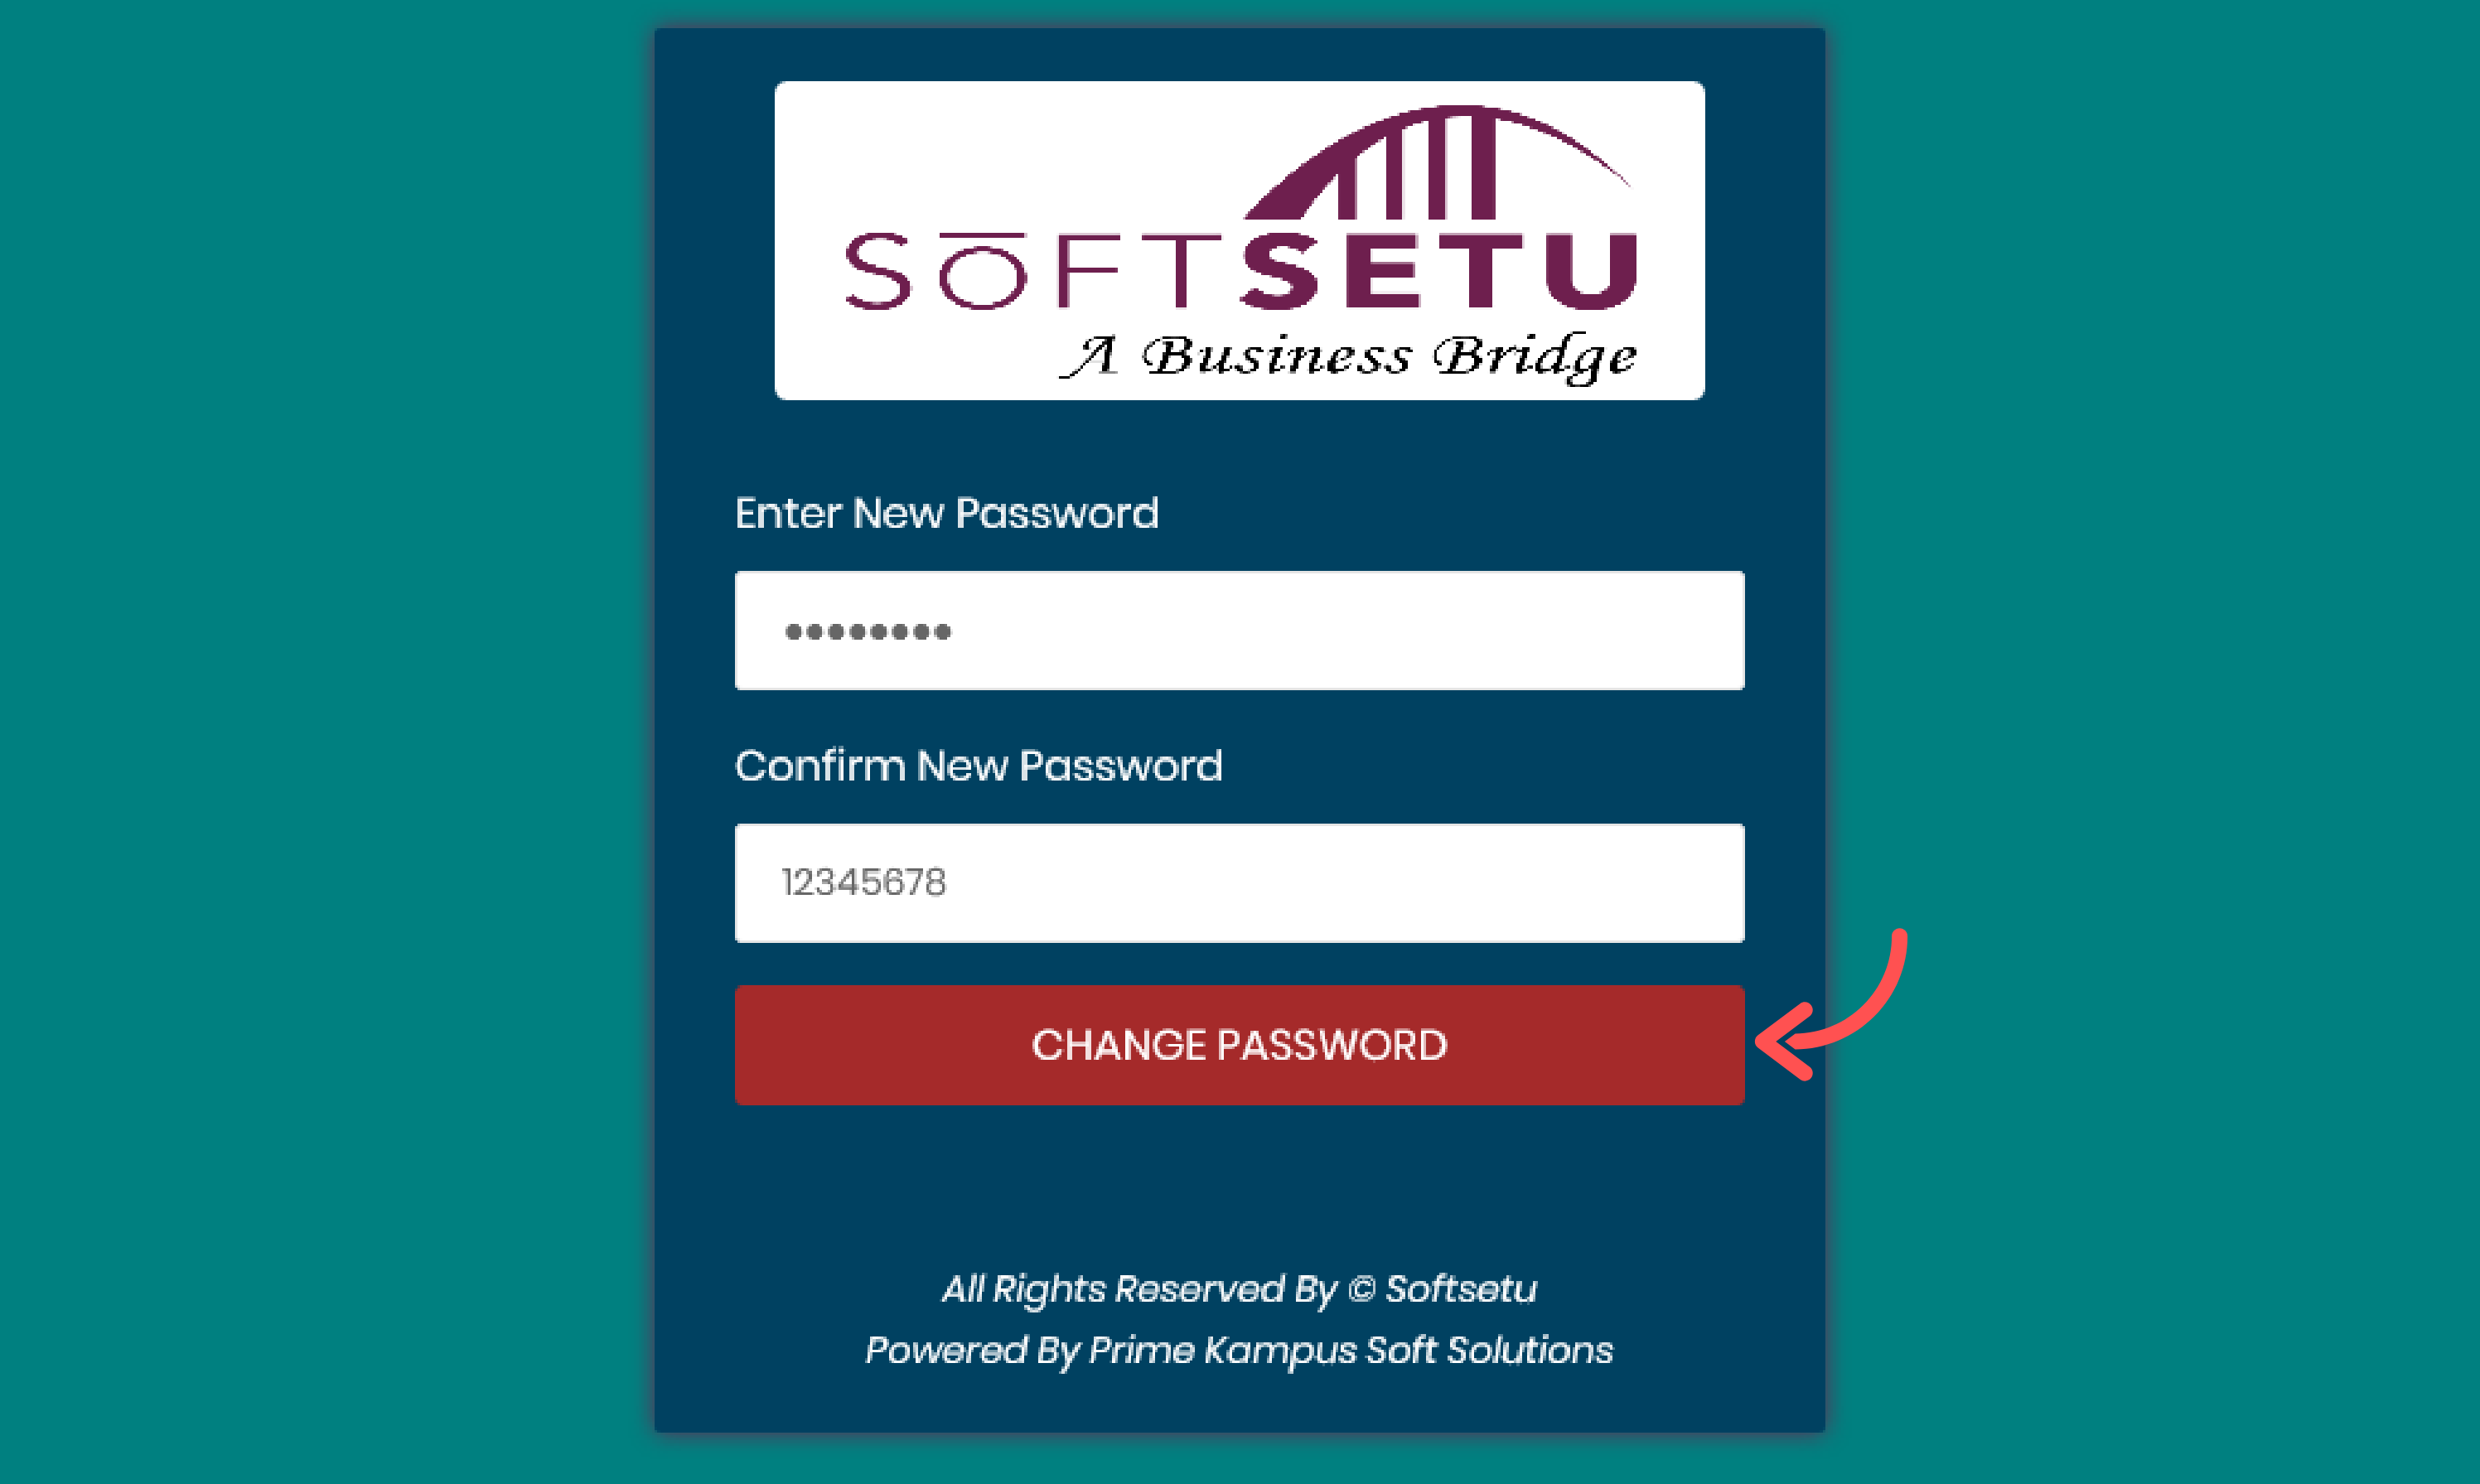 SōFTSETU
A Business Bridge
Enter New Password
••••••••
Confirm New Password
12345678
CHANGE PASSWORD
All Rights Reserved By © Softsetu
Powered By Prime Kampus Soft Solutions